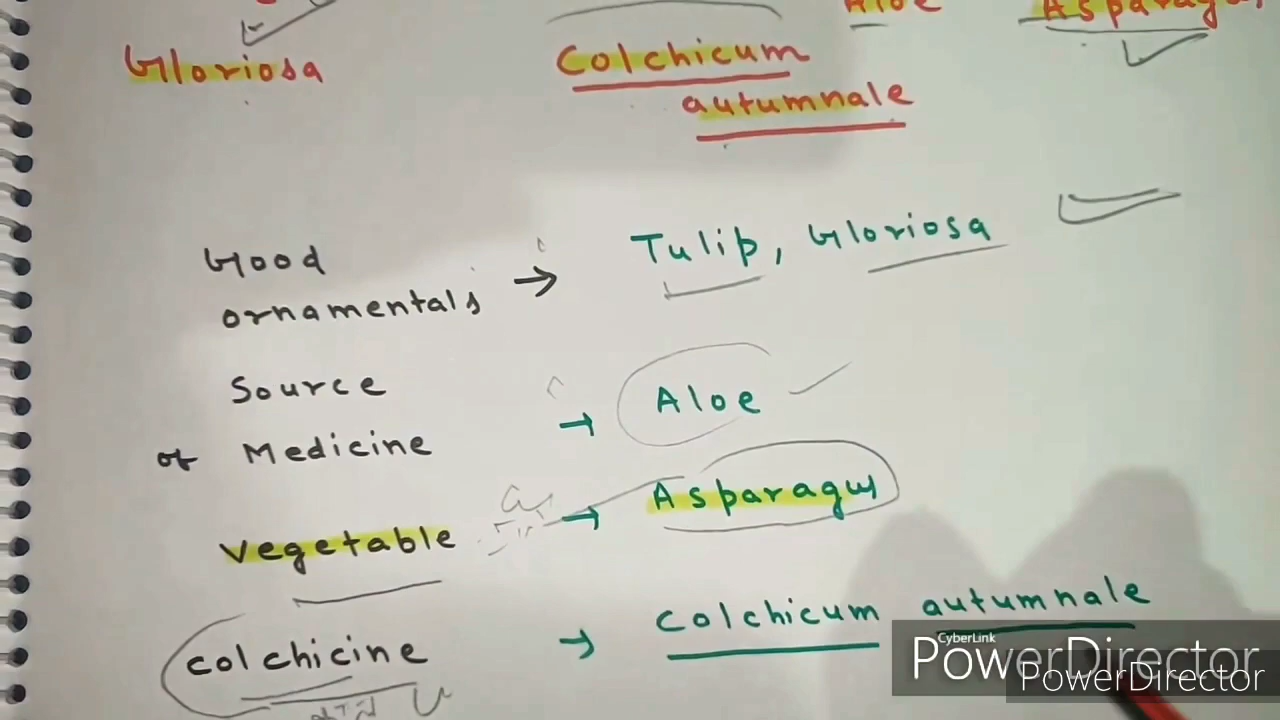 Aloe Asparagus
Gloriosa Colchicum
autumnale
Good
ornamentals → Tulip, Gloriosa
Source
of Medicine → Aloe
Vegetable → Asparagus
colchicine → Colchicum autumnale
CyberLink
PowerDirector
PowerDirector